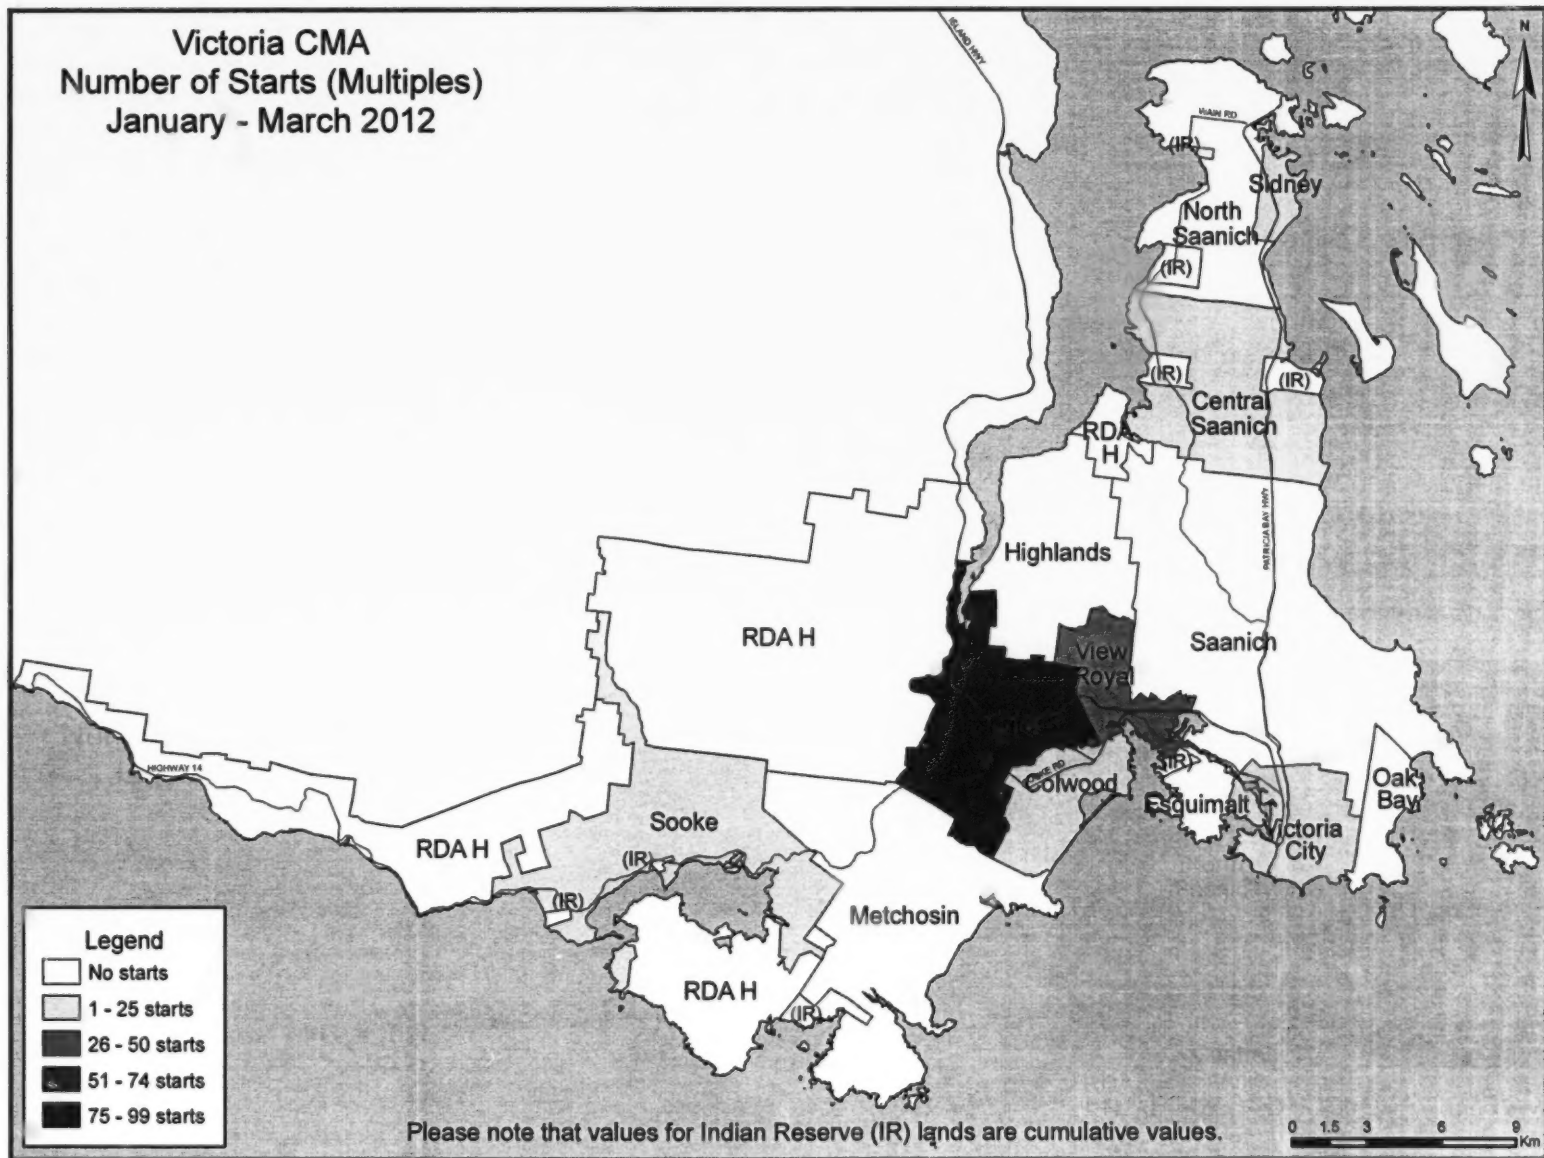 Victoria CMA
Number of Starts (Multiples)
January - March 2012
ISLAND HWY
N
WAIN RD
(IR)
Sidney
North
Saanich
(IR)
(IR)
(IR)
Central
Saanich
RDA
H
PATRICIA BAY HWY
Highlands
RDA H
View
Royal
Saanich
HIGHWAY 14
(IR)
Colwood
Oak
Bay
Esquimalt
Victoria
City
Sooke
RDA H
(IR)
(IR)
Metchosin
RDA H
(IR)
Legend
No starts
1 - 25 starts
26 - 50 starts
51 - 74 starts
75 - 99 starts
Please note that values for Indian Reserve (IR) lands are cumulative values.
0 1.5 3 6 9
Km